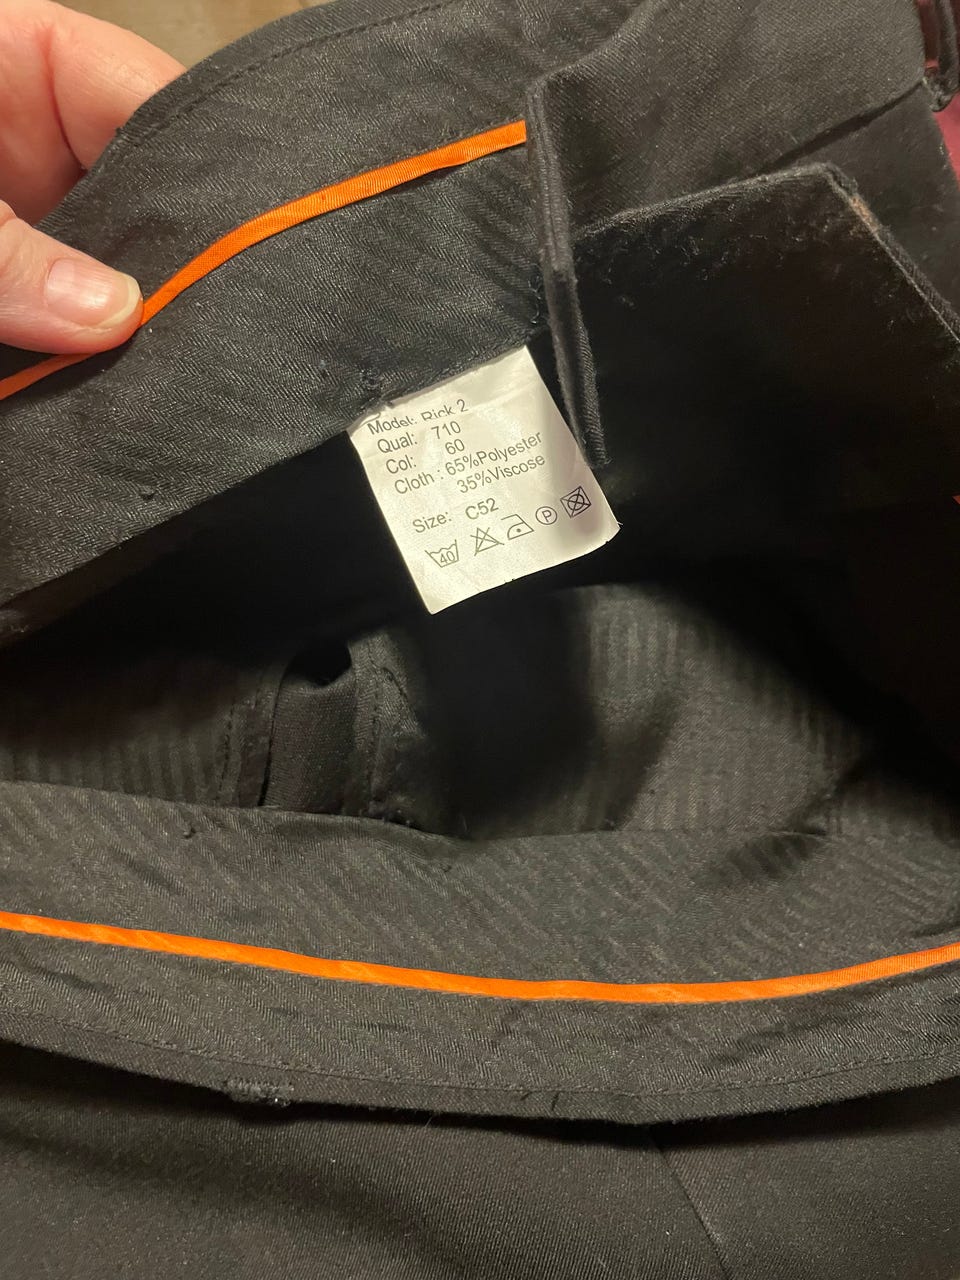 Model: Rick 2
Qual: 710
Col: 60
Cloth : 65%Polyester
35%Viscose
Size: C52
40 P